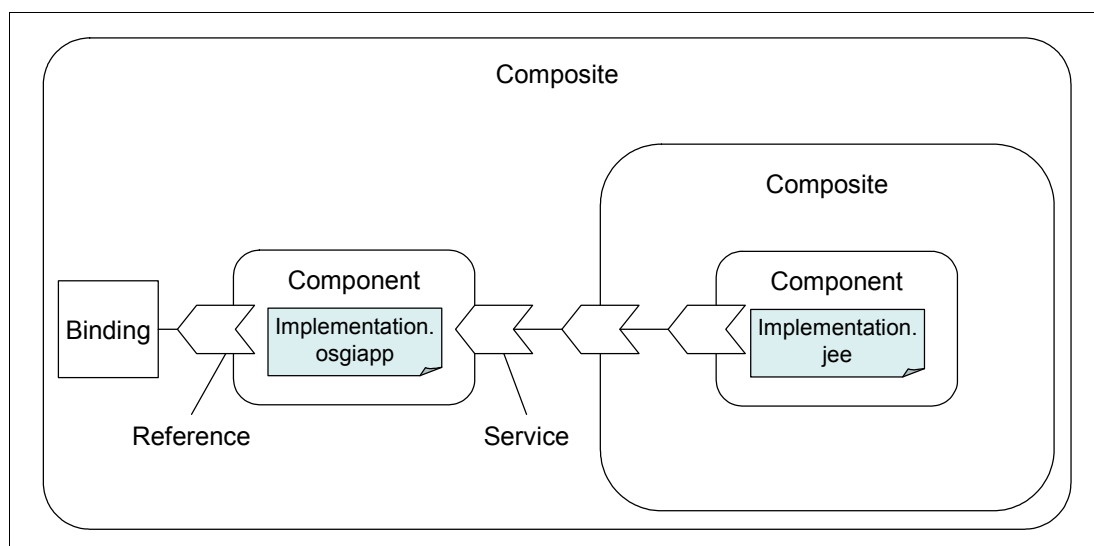 Composite
Composite
Component
Component
Binding
Implementation.
osgiapp
Implementation.
jee
Reference
Service